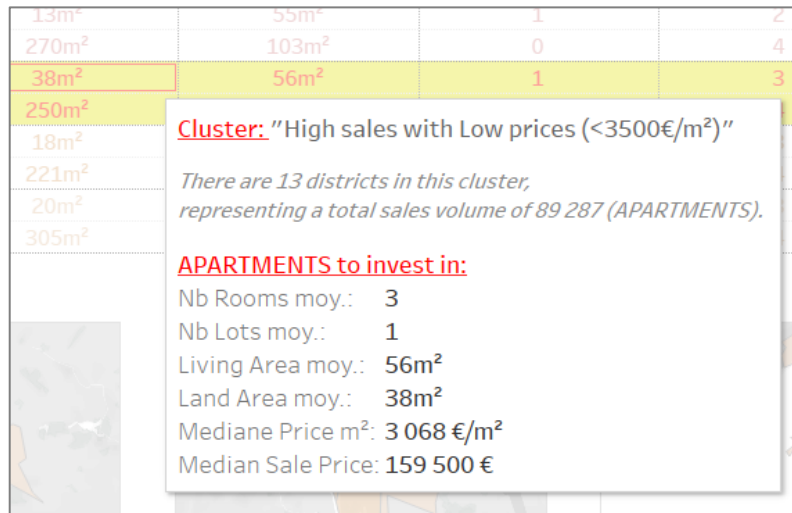 13m² 55m² 1 2
270m² 103m² 0 4
38m² 56m² 1 3
250m²
18m²
221m²
20m²
305m²
Cluster: "High sales with Low prices (<3500€/m²)"
There are 13 districts in this cluster,
representing a total sales volume of 89 287 (APARTMENTS).
APARTMENTS to invest in:
Nb Rooms moy.: 3
Nb Lots moy.: 1
Living Area moy.: 56m²
Land Area moy.: 38m²
Mediane Price m²: 3 068 €/m²
Median Sale Price: 159 500 €